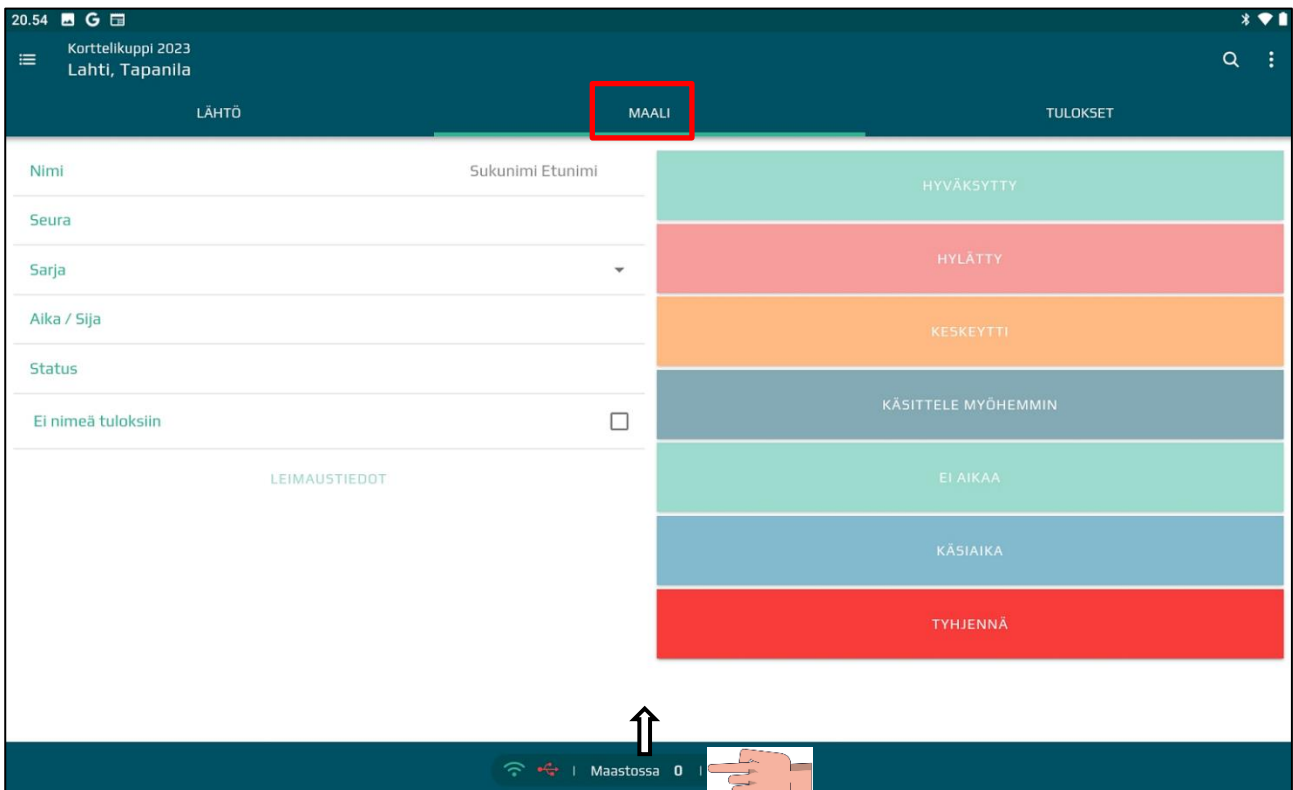 20.54 G
Korttelikuppi 2023
Lahti, Tapanila
LÄHTÖ MAALI TULOKSET
Nimi Sukunimi Etunimi
Seura
Sarja
Aika / Sija
Status
Ei nimeä tuloksiin
LEIMAUSTIEDOT
HYVÄKSYTTY
HYLÄTTY
KESKEYTTI
KÄSITTELE MYÖHEMMIN
EI AIKAA
KÄSIAIKA
TYHJENNÄ
| Maastossa 0 |